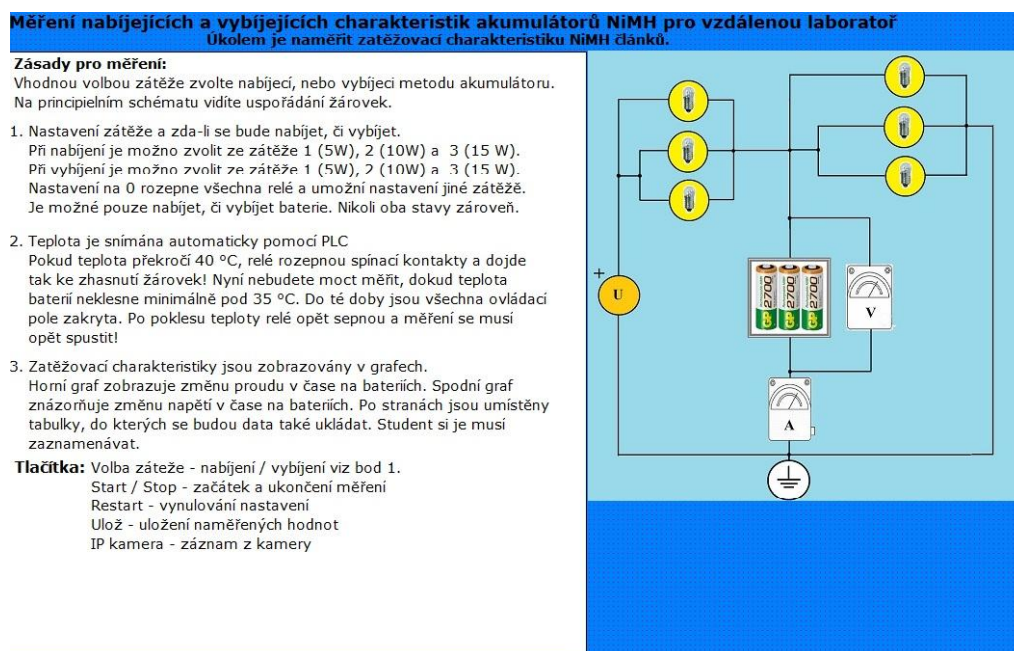 Měření nabíjejících a vybíjejících charakteristik akumulátorů NiMH pro vzdálenou laboratoř
Úkolem je naměřit zatěžovací charakteristiku NiMH článků.
Zásady pro měření:
Vhodnou volbou zátěže zvolte nabíjecí, nebo vybíjeci metodu akumulátoru.
Na principielním schématu vidíte uspořádání žárovek.
1. Nastavení zátěže a zda-li se bude nabíjet, či vybíjet.
Při nabíjení je možno zvolit ze zátěže 1 (5W), 2 (10W) a 3 (15 W).
Při vybíjení je možno zvolit ze zátěže 1 (5W), 2 (10W) a 3 (15 W).
Nastavení na 0 rozepne všechna relé a umožní nastavení jiné zátěžě.
Je možné pouze nabíjet, či vybíjet baterie. Nikoli oba stavy zároveň.
2. Teplota je snímána automaticky pomocí PLC
Pokud teplota překročí 40 °C, relé rozepnou spínací kontakty a dojde
tak ke zhasnutí žárovek! Nyní nebudete moct měřit, dokud teplota
baterií neklesne minimálně pod 35 °C. Do té doby jsou všechna ovládací
pole zakryta. Po poklesu teploty relé opět sepnou a měření se musí
opět spustit!
3. Zatěžovací charakteristiky jsou zobrazovány v grafech.
Horní graf zobrazuje změnu proudu v čase na bateriích. Spodní graf
znázorňuje změnu napětí v čase na bateriích. Po stranách jsou umístěny
tabulky, do kterých se budou data také ukládat. Student si je musí
zaznamenávat.
Tlačítka: Volba záteže - nabíjení / vybíjení viz bod 1.
Start / Stop - začátek a ukončení měření
Restart - vynulování nastavení
Ulož - uložení naměřených hodnot
IP kamera - záznam z kamery
+
U
GP 2700
GP 2700
GP 2700
V
A